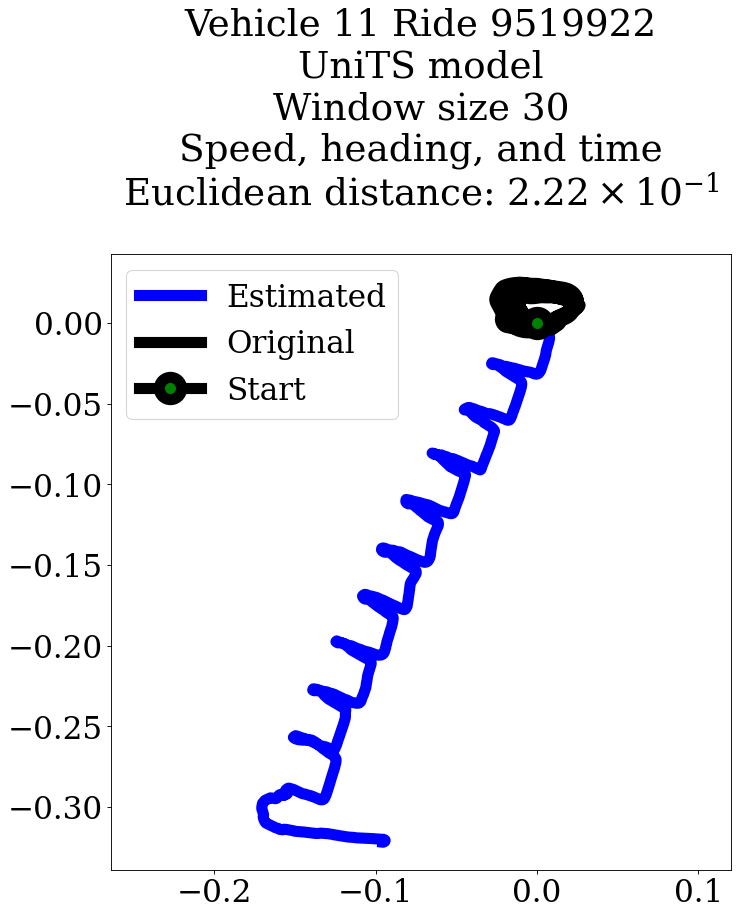 Vehicle 11 Ride 9519922
UniTS model
Window size 30
Speed, heading, and time
Euclidean distance: 2.22 × 10⁻¹
Estimated
Original
Start
0.00
−0.05
−0.10
−0.15
−0.20
−0.25
−0.30
−0.2
−0.1
0.0
0.1